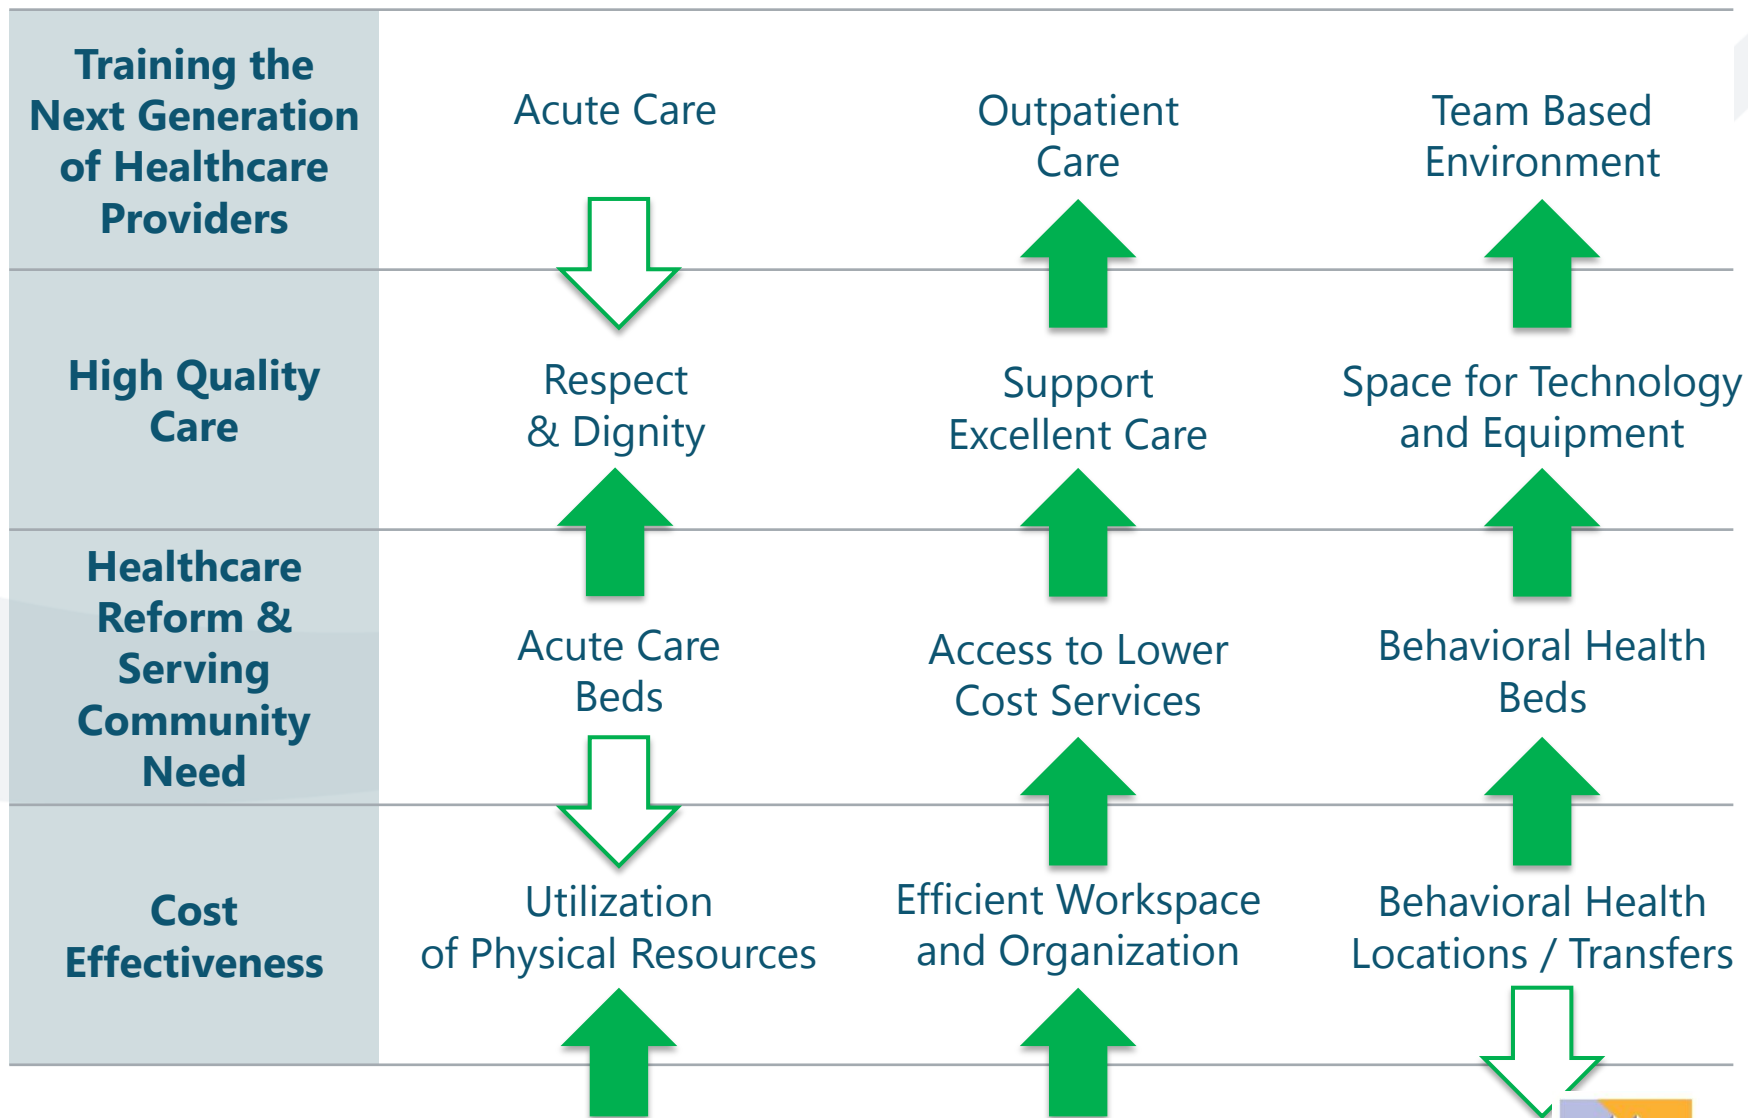 Training the
Next Generation
of Healthcare
Providers
Acute Care
Outpatient
Care
Team Based
Environment
High Quality
Care
Respect
& Dignity
Support
Excellent Care
Space for Technology
and Equipment
Healthcare
Reform &
Serving
Community
Need
Acute Care
Beds
Access to Lower
Cost Services
Behavioral Health
Beds
Cost
Effectiveness
Utilization
of Physical Resources
Efficient Workspace
and Organization
Behavioral Health
Locations / Transfers